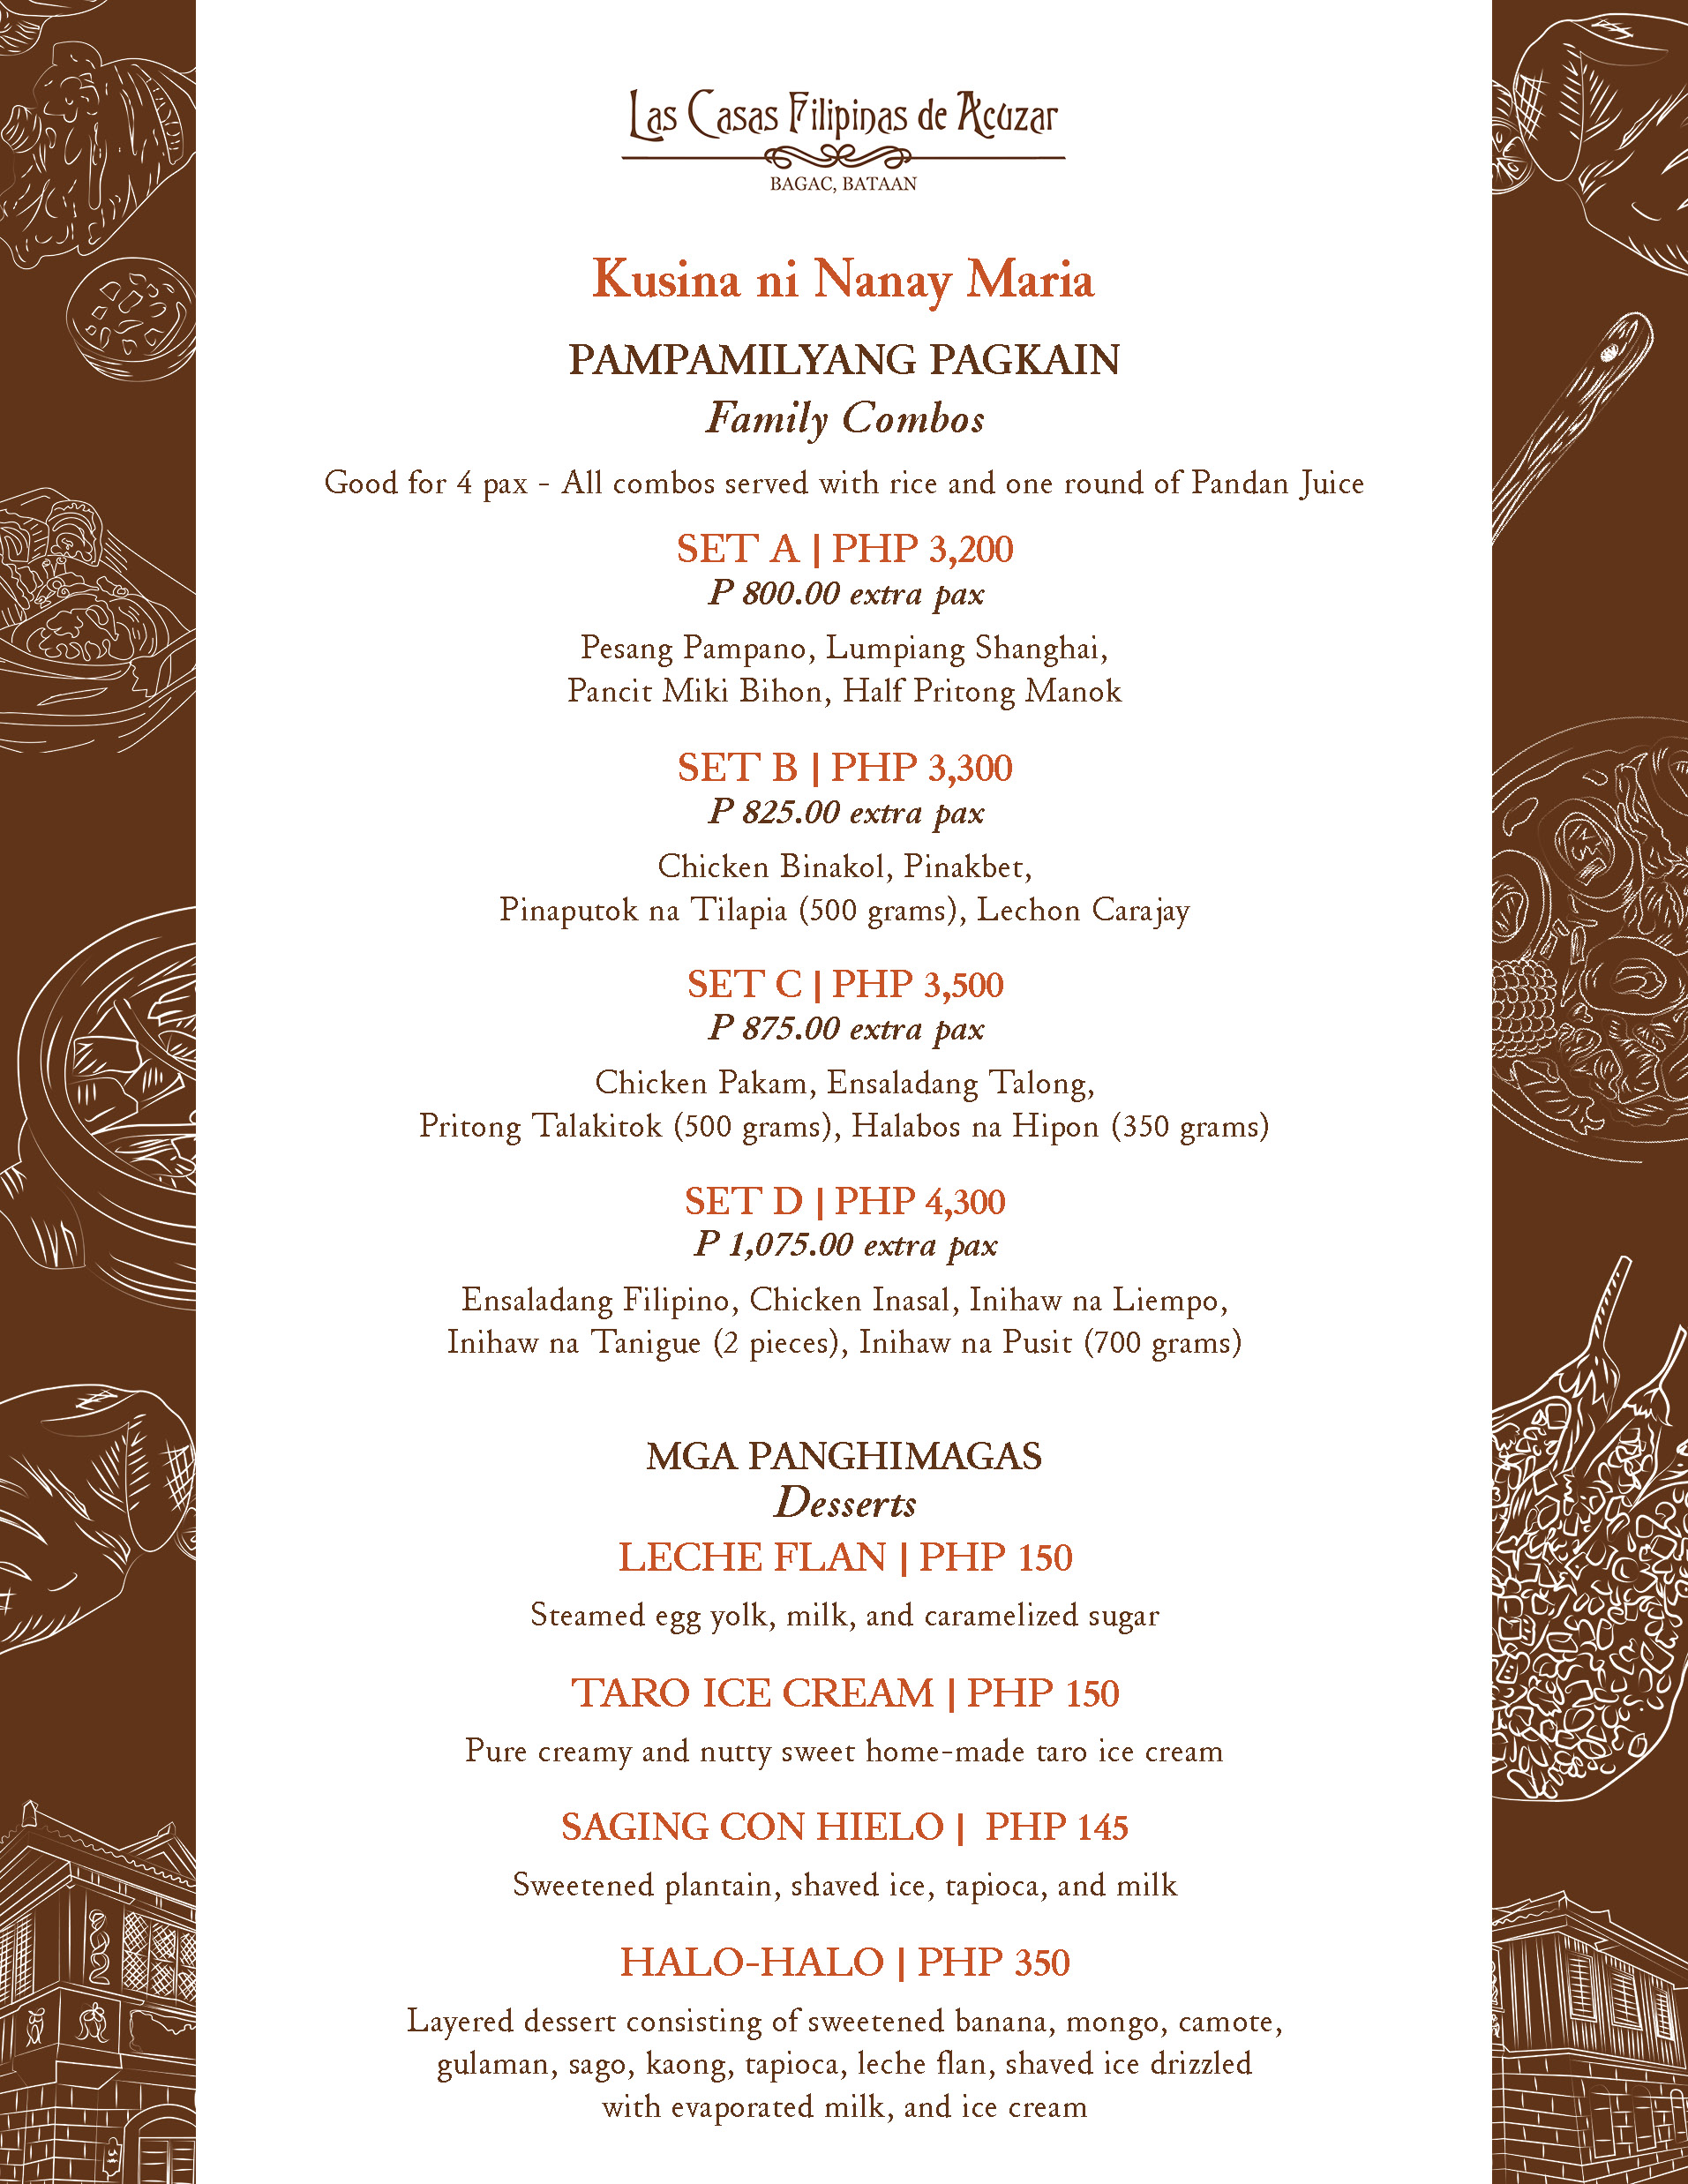 Las Casas Filipinas de Acuzar
BAGAC, BATAAN
Kusina ni Nanay Maria
PAMPAMILYANG PAGKAIN
Family Combos
Good for 4 pax - All combos served with rice and one round of Pandan Juice
SET A | PHP 3,200
P 800.00 extra pax
Pesang Pampano, Lumpiang Shanghai,
Pancit Miki Bihon, Half Pritong Manok
SET B | PHP 3,300
P 825.00 extra pax
Chicken Binakol, Pinakbet,
Pinaputok na Tilapia (500 grams), Lechon Carajay
SET C | PHP 3,500
P 875.00 extra pax
Chicken Pakam, Ensaladang Talong,
Pritong Talakitok (500 grams), Halabos na Hipon (350 grams)
SET D | PHP 4,300
P 1,075.00 extra pax
Ensaladang Filipino, Chicken Inasal, Inihaw na Liempo,
Inihaw na Tanigue (2 pieces), Inihaw na Pusit (700 grams)
MGA PANGHIMAGAS
Desserts
LECHE FLAN | PHP 150
Steamed egg yolk, milk, and caramelized sugar
TARO ICE CREAM | PHP 150
Pure creamy and nutty sweet home-made taro ice cream
SAGING CON HIELO | PHP 145
Sweetened plantain, shaved ice, tapioca, and milk
HALO-HALO | PHP 350
Layered dessert consisting of sweetened banana, mongo, camote,
gulaman, sago, kaong, tapioca, leche flan, shaved ice drizzled
with evaporated milk, and ice cream